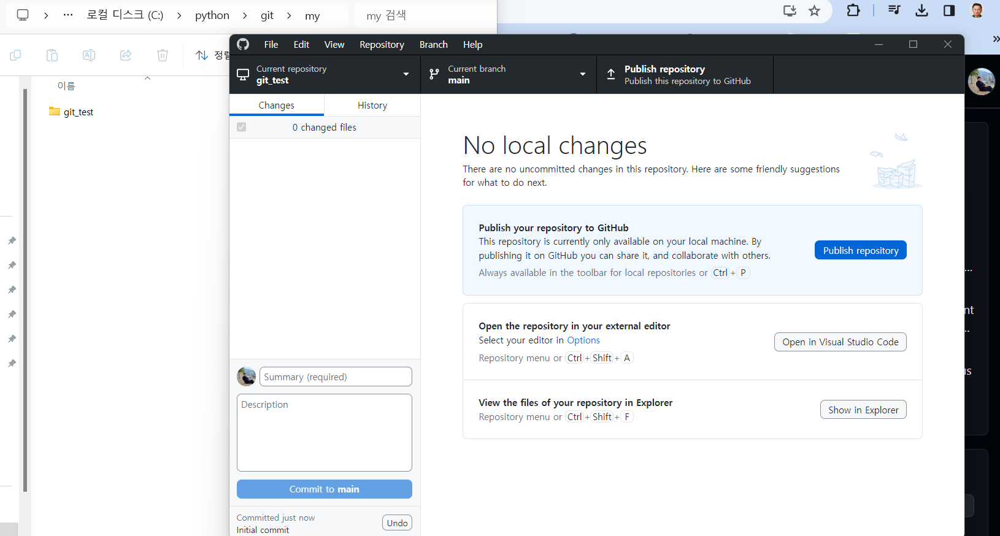 로컬 디스크 (C:) python git my
my 검색
정렬
이름
git_test
File Edit View Repository Branch Help
Current repository
git_test
Current branch
main
Publish repository
Publish this repository to GitHub
Changes History
0 changed files
No local changes
There are no uncommitted changes in this repository. Here are some friendly suggestions
for what to do next.
Publish your repository to GitHub
This repository is currently only available on your local machine. By
publishing it on GitHub you can share it, and collaborate with others.
Always available in the toolbar for local repositories or Ctrl + P
Publish repository
Open the repository in your external editor
Select your editor in Options
Repository menu or Ctrl + Shift + A
Open in Visual Studio Code
View the files of your repository in Explorer
Repository menu or Ctrl + Shift + F
Show in Explorer
Summary (required)
Description
Commit to main
Committed just now
Initial commit
Undo